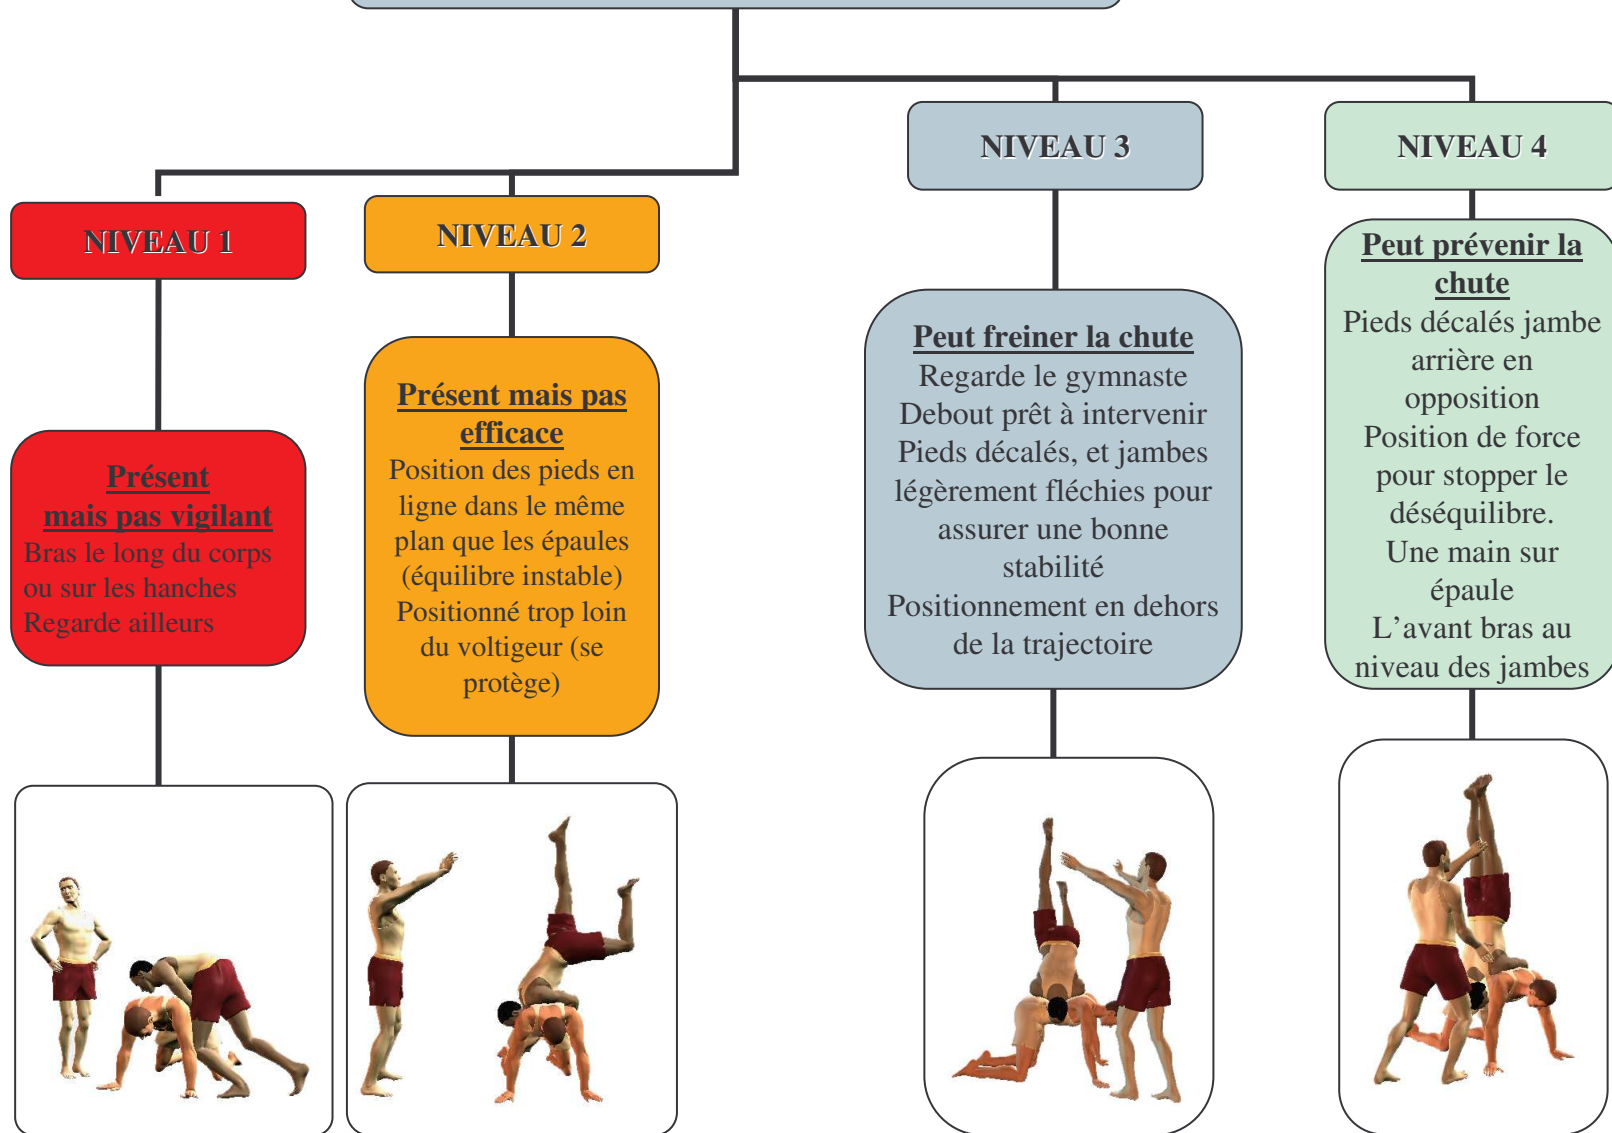 NIVEAU 1
Présent
mais pas vigilant
Bras le long du corps
ou sur les hanches
Regarde ailleurs
NIVEAU 2
Présent mais pas
efficace
Position des pieds en
ligne dans le même
plan que les épaules
(équilibre instable)
Positionné trop loin
du voltigeur (se
protège)
NIVEAU 3
Peut freiner la chute
Regarde le gymnaste
Debout prêt à intervenir
Pieds décalés, et jambes
légèrement fléchies pour
assurer une bonne
stabilité
Positionnement en dehors
de la trajectoire
NIVEAU 4
Peut prévenir la
chute
Pieds décalés jambe
arrière en
opposition
Position de force
pour stopper le
déséquilibre.
Une main sur
épaule
L’avant bras au
niveau des jambes